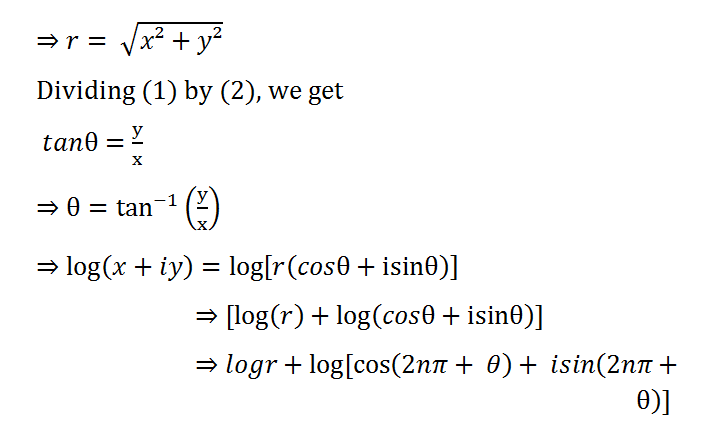 ⇒ r = √(x² + y²)
Dividing (1) by (2), we get
tanθ = y/x
⇒ θ = tan⁻¹ (y/x)
⇒ log(x + iy) = log[r(cosθ + isinθ)]
⇒ [log(r) + log(cosθ + isinθ)]
⇒ logr + log[cos(2nπ + θ) + isin(2nπ +
θ)]